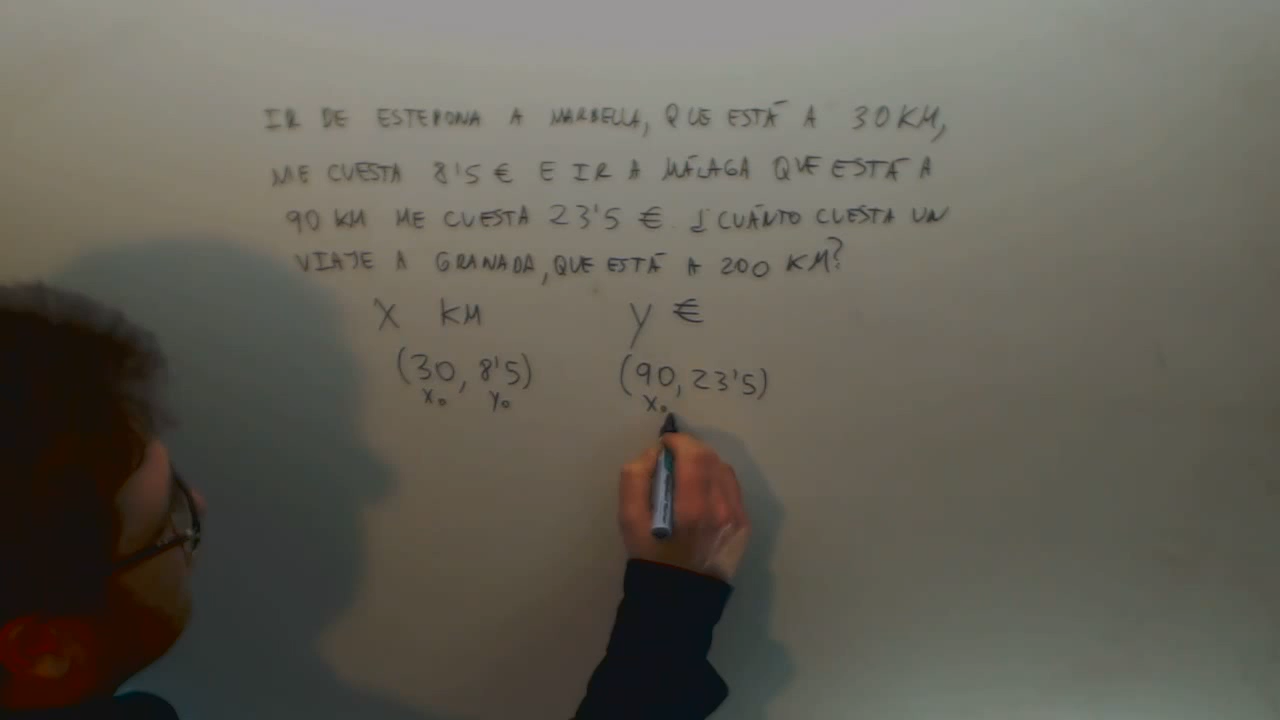 IR DE ESTEPONA A MARBELLA, QUE ESTÁ A 30 KM,
ME CUESTA 8'5 € E IR A MÁLAGA QUE ESTÁ A
90 KM ME CUESTA 23'5 €. ¿CUÁNTO CUESTA UN
VIAJE A GRANADA, QUE ESTÁ A 200 KM?
X KM y €
(30, 8'5) (90, 23'5)
x₀ y₀ x₀